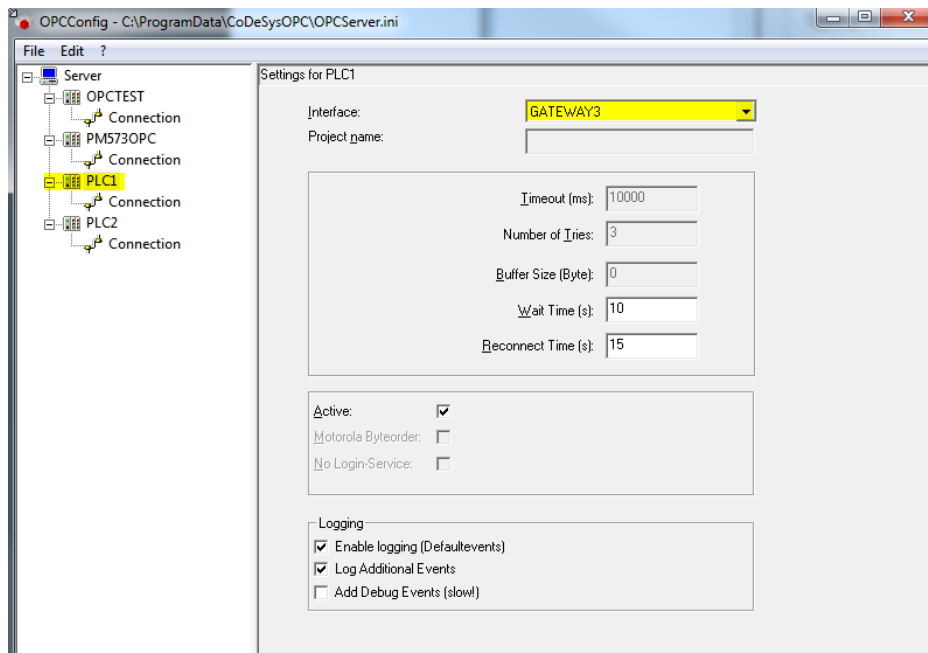 OPCConfig - C:\ProgramData\CoDeSysOPC\OPCServer.ini
File Edit ?
Server
OPCTEST
Connection
PM573OPC
Connection
PLC1
Connection
PLC2
Connection
Settings for PLC1
Interface: GATEWAY3
Project name:
Timeout (ms): 10000
Number of Tries: 3
Buffer Size (Byte): 0
Wait Time (s): 10
Reconnect Time (s): 15
Active:
Motorola Byteorder:
No Login-Service:
Logging
Enable logging (Defaultevents)
Log Additional Events
Add Debug Events (slow!)